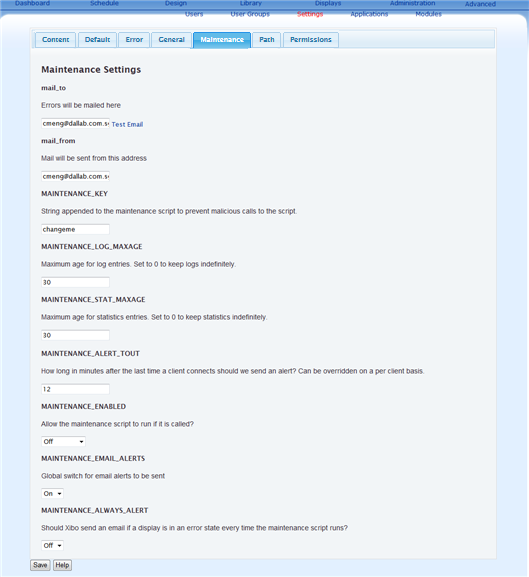 Dashboard Schedule Design Library Displays Administration Advanced
Users User Groups Settings Applications Modules
Content Default Error General Maintenance Path Permissions
Maintenance Settings
mail_to
Errors will be mailed here
cmeng@dallab.com.s Test Email
mail_from
Mail will be sent from this address
cmeng@dallab.com.s
MAINTENANCE_KEY
String appended to the maintenance script to prevent malicious calls to the script.
changeme
MAINTENANCE_LOG_MAXAGE
Maximum age for log entries. Set to 0 to keep logs indefinitely.
30
MAINTENANCE_STAT_MAXAGE
Maximum age for statistics entries. Set to 0 to keep statistics indefinitely.
30
MAINTENANCE_ALERT_TOUT
How long in minutes after the last time a client connects should we send an alert? Can be overridden on a per client basis.
12
MAINTENANCE_ENABLED
Allow the maintenance script to run if it is called?
Off
MAINTENANCE_EMAIL_ALERTS
Global switch for email alerts to be sent
On
MAINTENANCE_ALWAYS_ALERT
Should Xibo send an email if a display is in an error state every time the maintenance script runs?
Off
Save Help